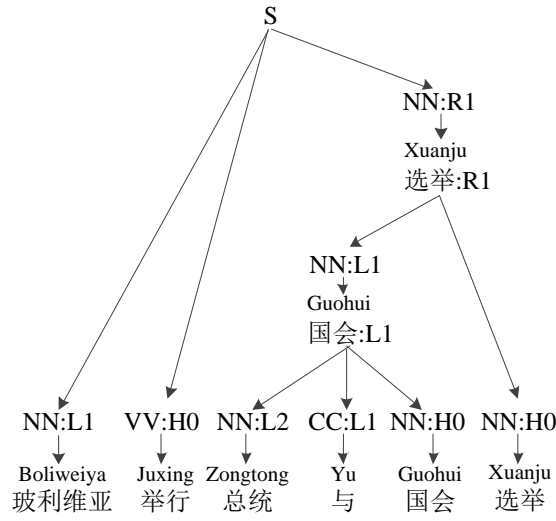 S
NN:R1
Xuanju
选举:R1
NN:L1
Guohui
国会:L1
NN:L1 VV:H0 NN:L2 CC:L1 NN:H0 NN:H0
Boliweiya Juxing Zongtong Yu Guohui Xuanju
玻利维亚 举行 总统 与 国会 选举